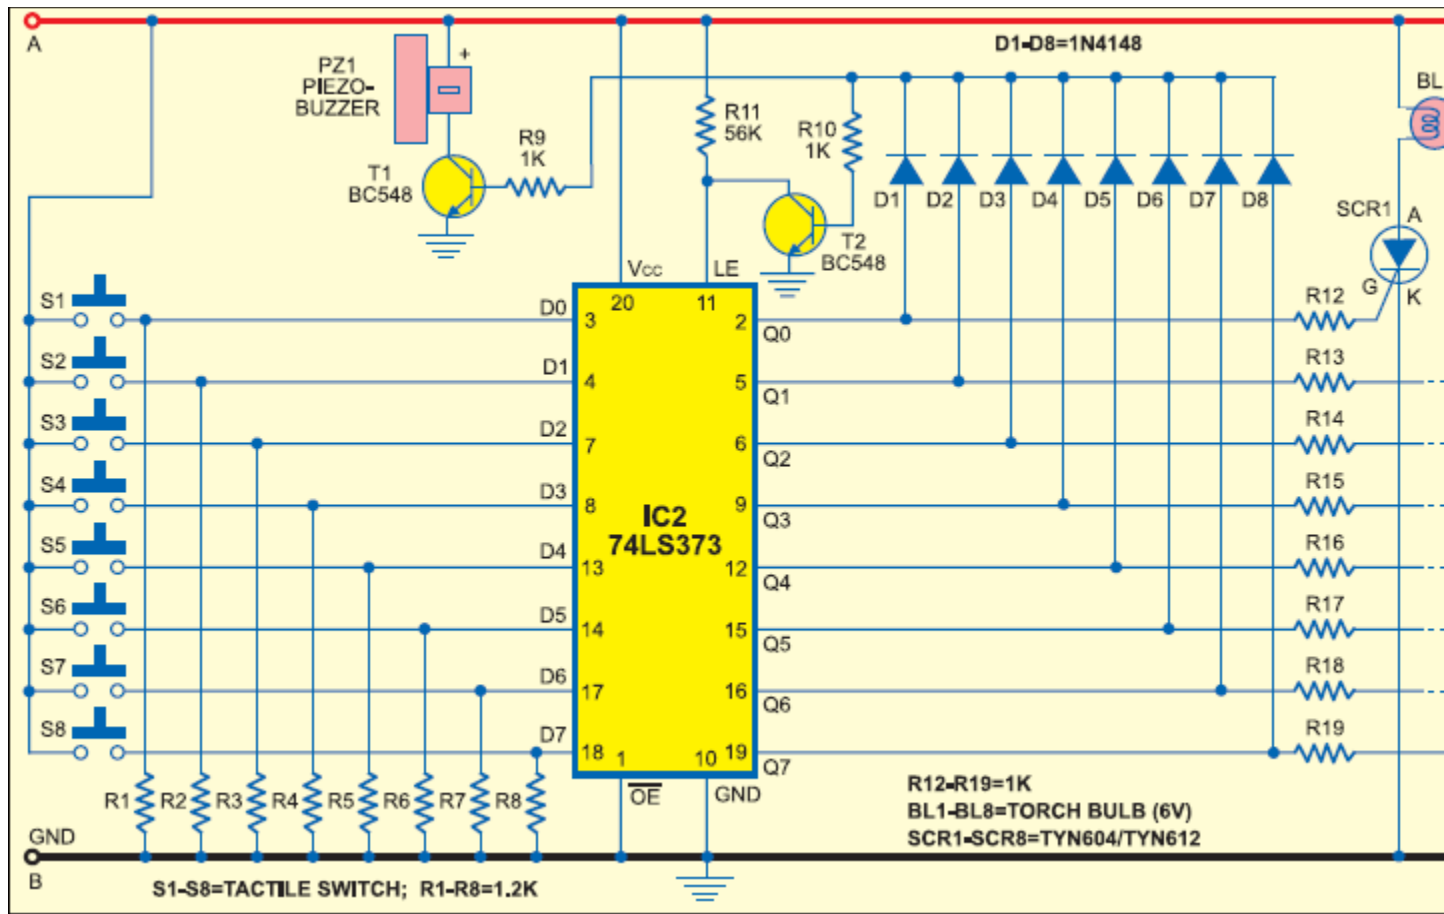 A
D1-D8=1N4148
BL
PZ1
PIEZO-
BUZZER
+
R9
1K
R11
56K
R10
1K
T1
BC548
D1 D2 D3 D4 D5 D6 D7 D8
SCR1 A
G
K
T2
BC548
Vcc
LE
20
11
S1
D0
3
2
Q0
R12
S2
D1
4
5
Q1
R13
S3
D2
7
6
Q2
R14
S4
D3
8
9
Q3
R15
IC2
74LS373
S5
D4
13
12
Q4
R16
S6
D5
14
15
Q5
R17
S7
D6
17
16
Q6
R18
S8
D7
18
1
10
19
Q7
R19
R1 R2 R3 R4 R5 R6 R7 R8
OE
GND
R12-R19=1K
BL1-BL8=TORCH BULB (6V)
SCR1-SCR8=TYN604/TYN612
GND
B
S1-S8=TACTILE SWITCH; R1-R8=1.2K